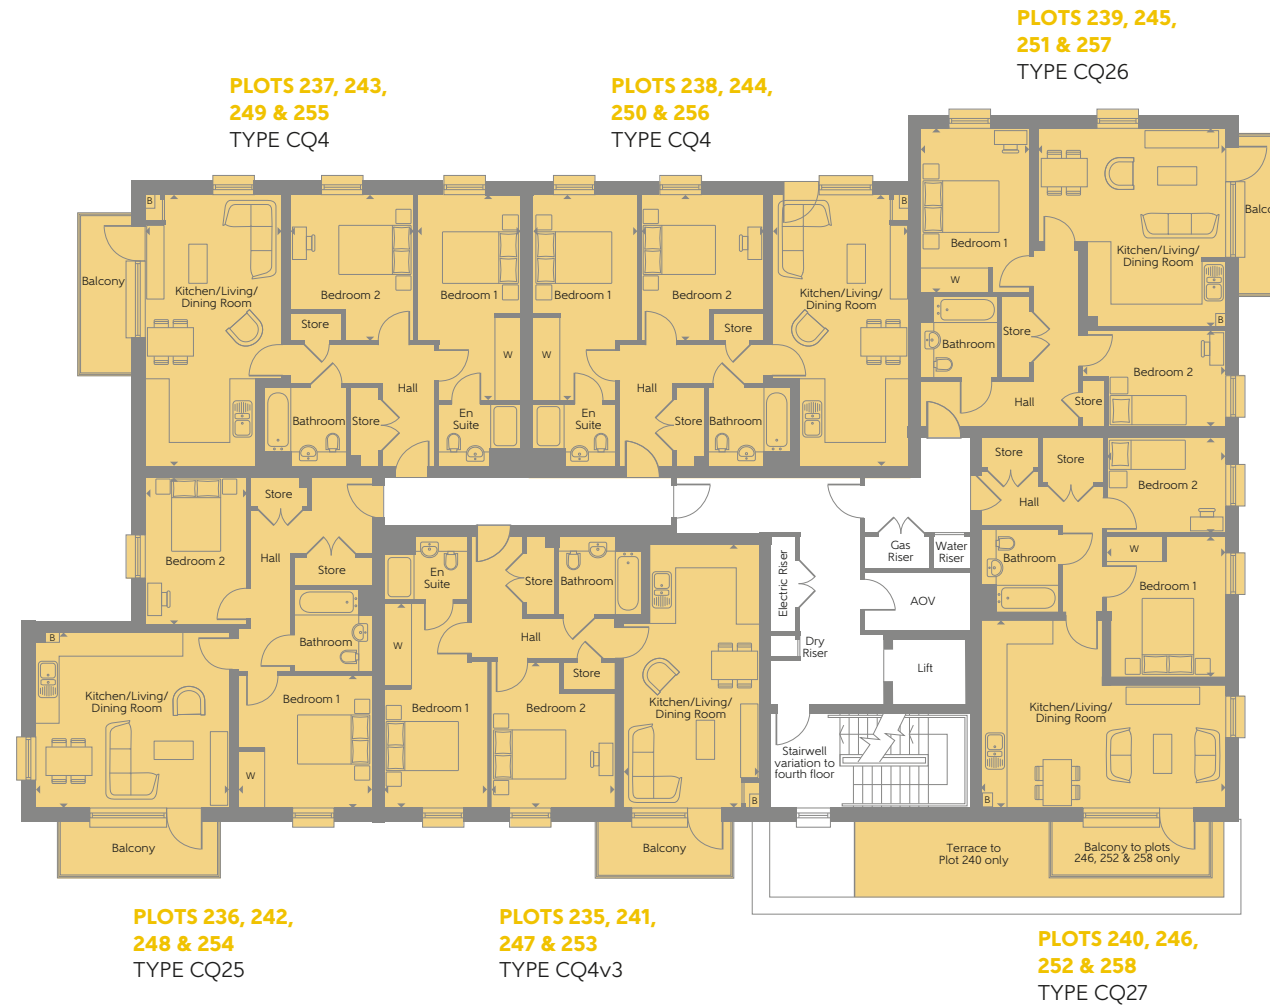 PLOTS 239, 245,
251 & 257
TYPE CQ26
PLOTS 237, 243,
249 & 255
TYPE CQ4
PLOTS 238, 244,
250 & 256
TYPE CQ4
B
Balcony
Kitchen/Living/
Dining Room
Bedroom 2
Store
Bedroom 1
W
Hall
Bathroom
Store
En
Suite
Bedroom 1
W
Bedroom 2
Store
Hall
En
Suite
Store
Bathroom
B
Kitchen/Living/
Dining Room
Bedroom 1
W
Kitchen/Living/
Dining Room
Balc
B
Bathroom
Store
Bedroom 2
Hall
Store
Store
Bedroom 2
Hall
Store
Bathroom
B
Kitchen/Living/
Dining Room
Bedroom 1
W
Balcony
En
Suite
Store
Bathroom
W
Hall
Store
Bedroom 1
Bedroom 2
Kitchen/Living/
Dining Room
B
Balcony
Electric Riser
Gas
Riser
Water
Riser
AOV
Dry
Riser
Lift
Stairwell
variation to
fourth floor
Store
Store
Hall
Bedroom 2
Bathroom
W
Bedroom 1
Kitchen/Living/
Dining Room
B
Terrace to
Plot 240 only
Balcony to plots
246, 252 & 258 only
PLOTS 236, 242,
248 & 254
TYPE CQ25
PLOTS 235, 241,
247 & 253
TYPE CQ4v3
PLOTS 240, 246,
252 & 258
TYPE CQ27